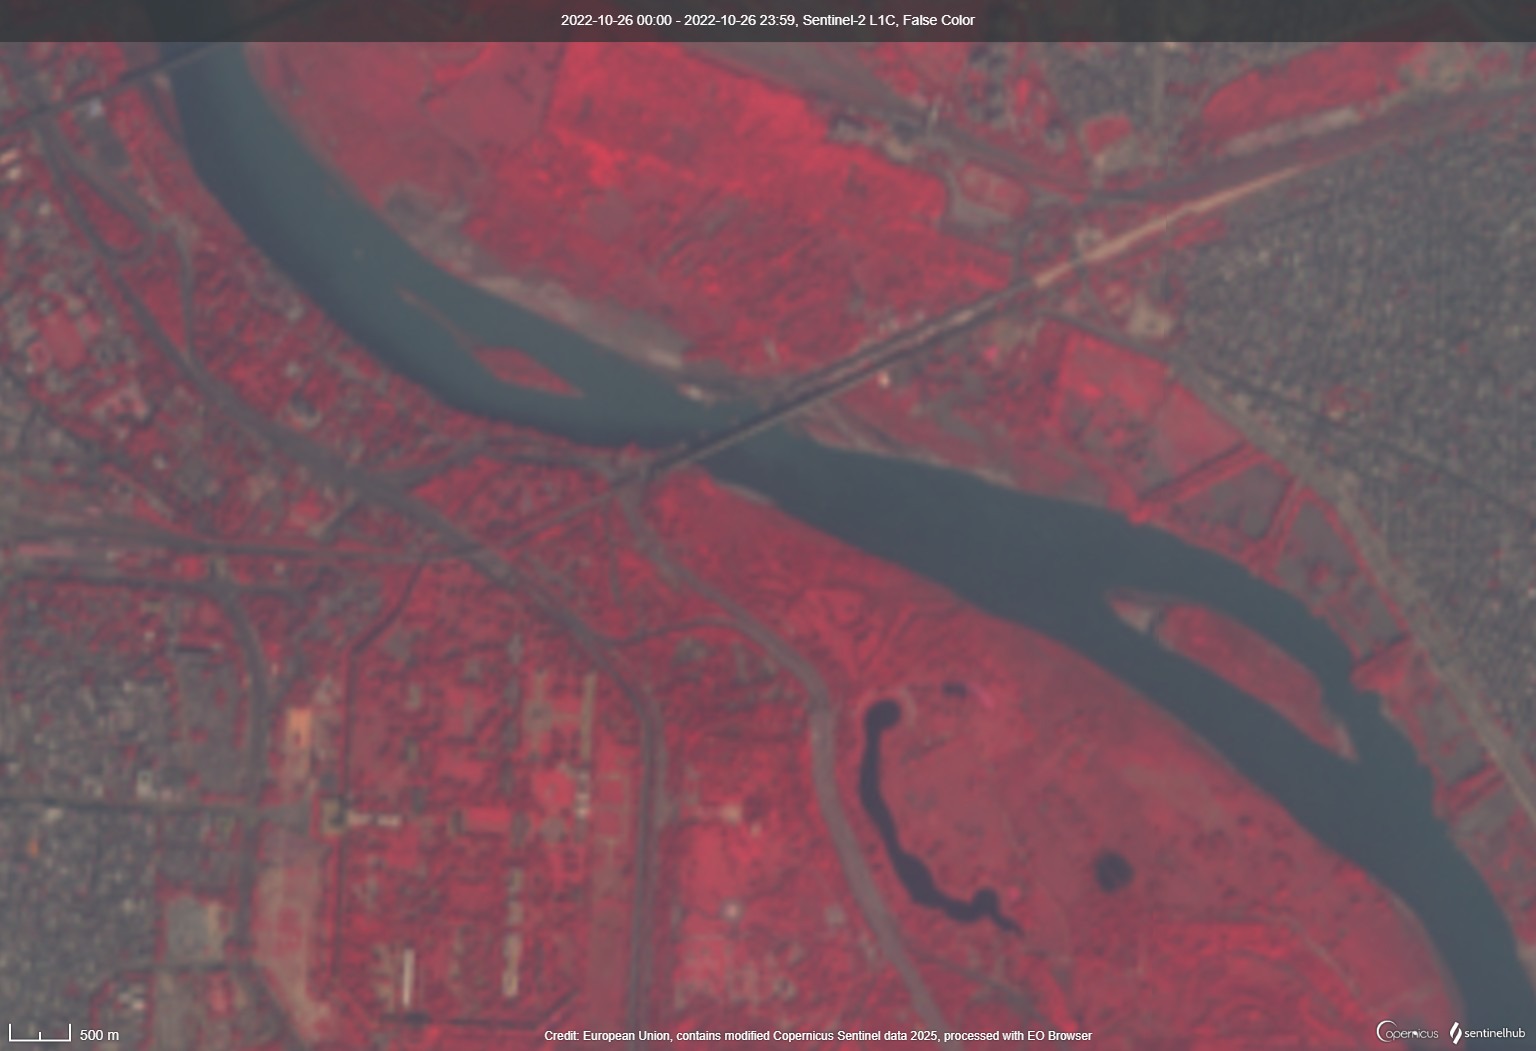 2022-10-26 00:00 - 2022-10-26 23:59, Sentinel-2 L1C, False Color
500 m
Credit: European Union, contains modified Copernicus Sentinel data 2025, processed with EO Browser
opernicus
sentinelhub